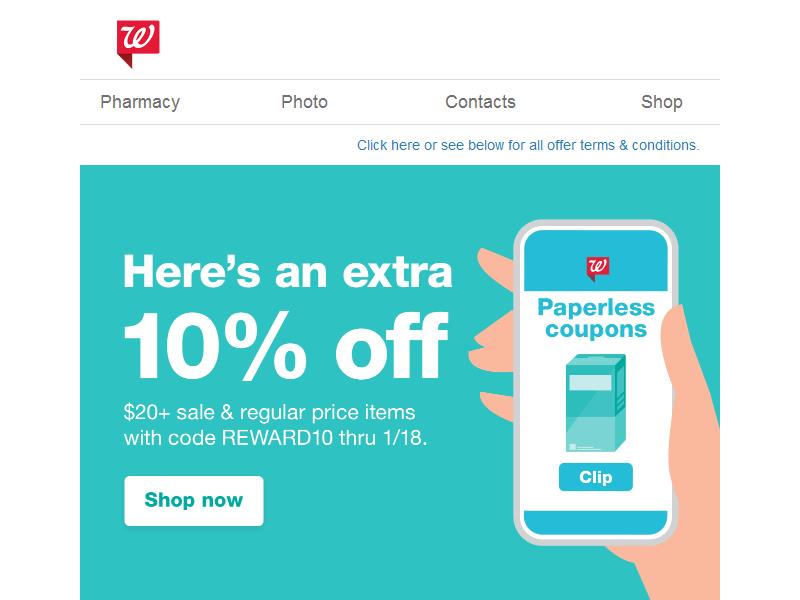 W
Pharmacy Photo Contacts Shop
Click here or see below for all offer terms & conditions.
Here's an extra
10% off
$20+ sale & regular price items
with code REWARD10 thru 1/18.
Shop now
W
Paperless
coupons
Clip